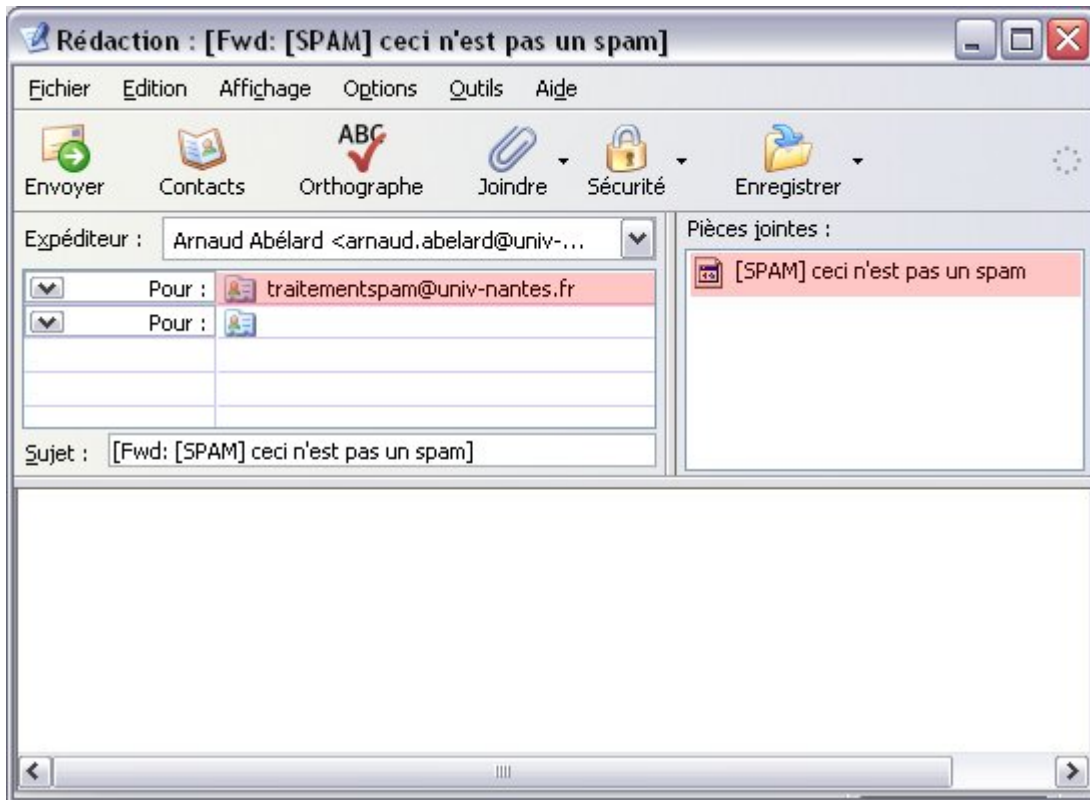 Rédaction : [Fwd: [SPAM] ceci n'est pas un spam]
Fichier Edition Affichage Options Outils Aide
ABC
Envoyer Contacts Orthographe Joindre Sécurité Enregistrer
Expéditeur : Arnaud Abélard <arnaud.abelard@univ-...
Pièces jointes :
[SPAM] ceci n'est pas un spam
Pour : traitementspam@univ-nantes.fr
Pour :
Sujet : [Fwd: [SPAM] ceci n'est pas un spam]